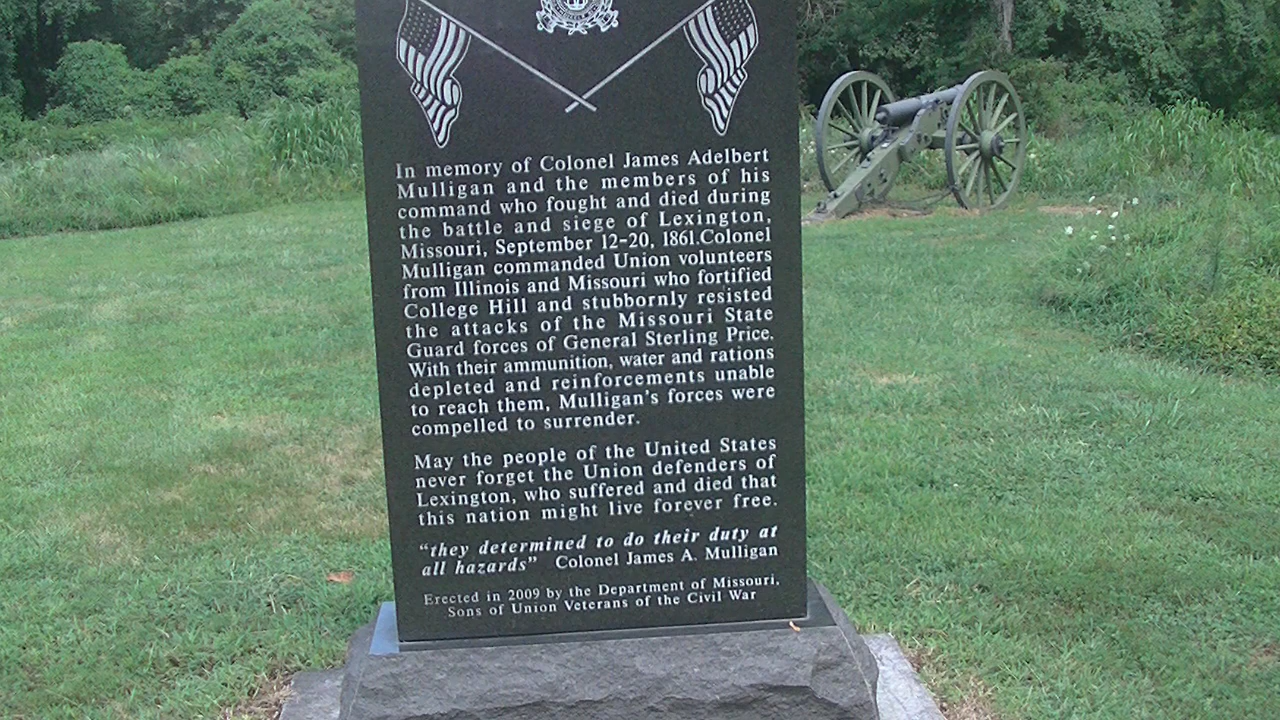 In memory of Colonel James Adelbert
Mulligan and the members of his
command who fought and died during
the battle and siege of Lexington,
Missouri, September 12-20, 1861.Colonel
Mulligan commanded Union volunteers
from Illinois and Missouri who fortified
College Hill and stubbornly resisted
the attacks of the Missouri State
Guard forces of General Sterling Price.
With their ammunition, water and rations
depleted and reinforcements unable
to reach them, Mulligan's forces were
compelled to surrender.
May the people of the United States
never forget the Union defenders of
Lexington, who suffered and died that
this nation might live forever free.
“they determined to do their duty at
all hazards” Colonel James A. Mulligan
Erected in 2009 by the Department of Missouri,
Sons of Union Veterans of the Civil War